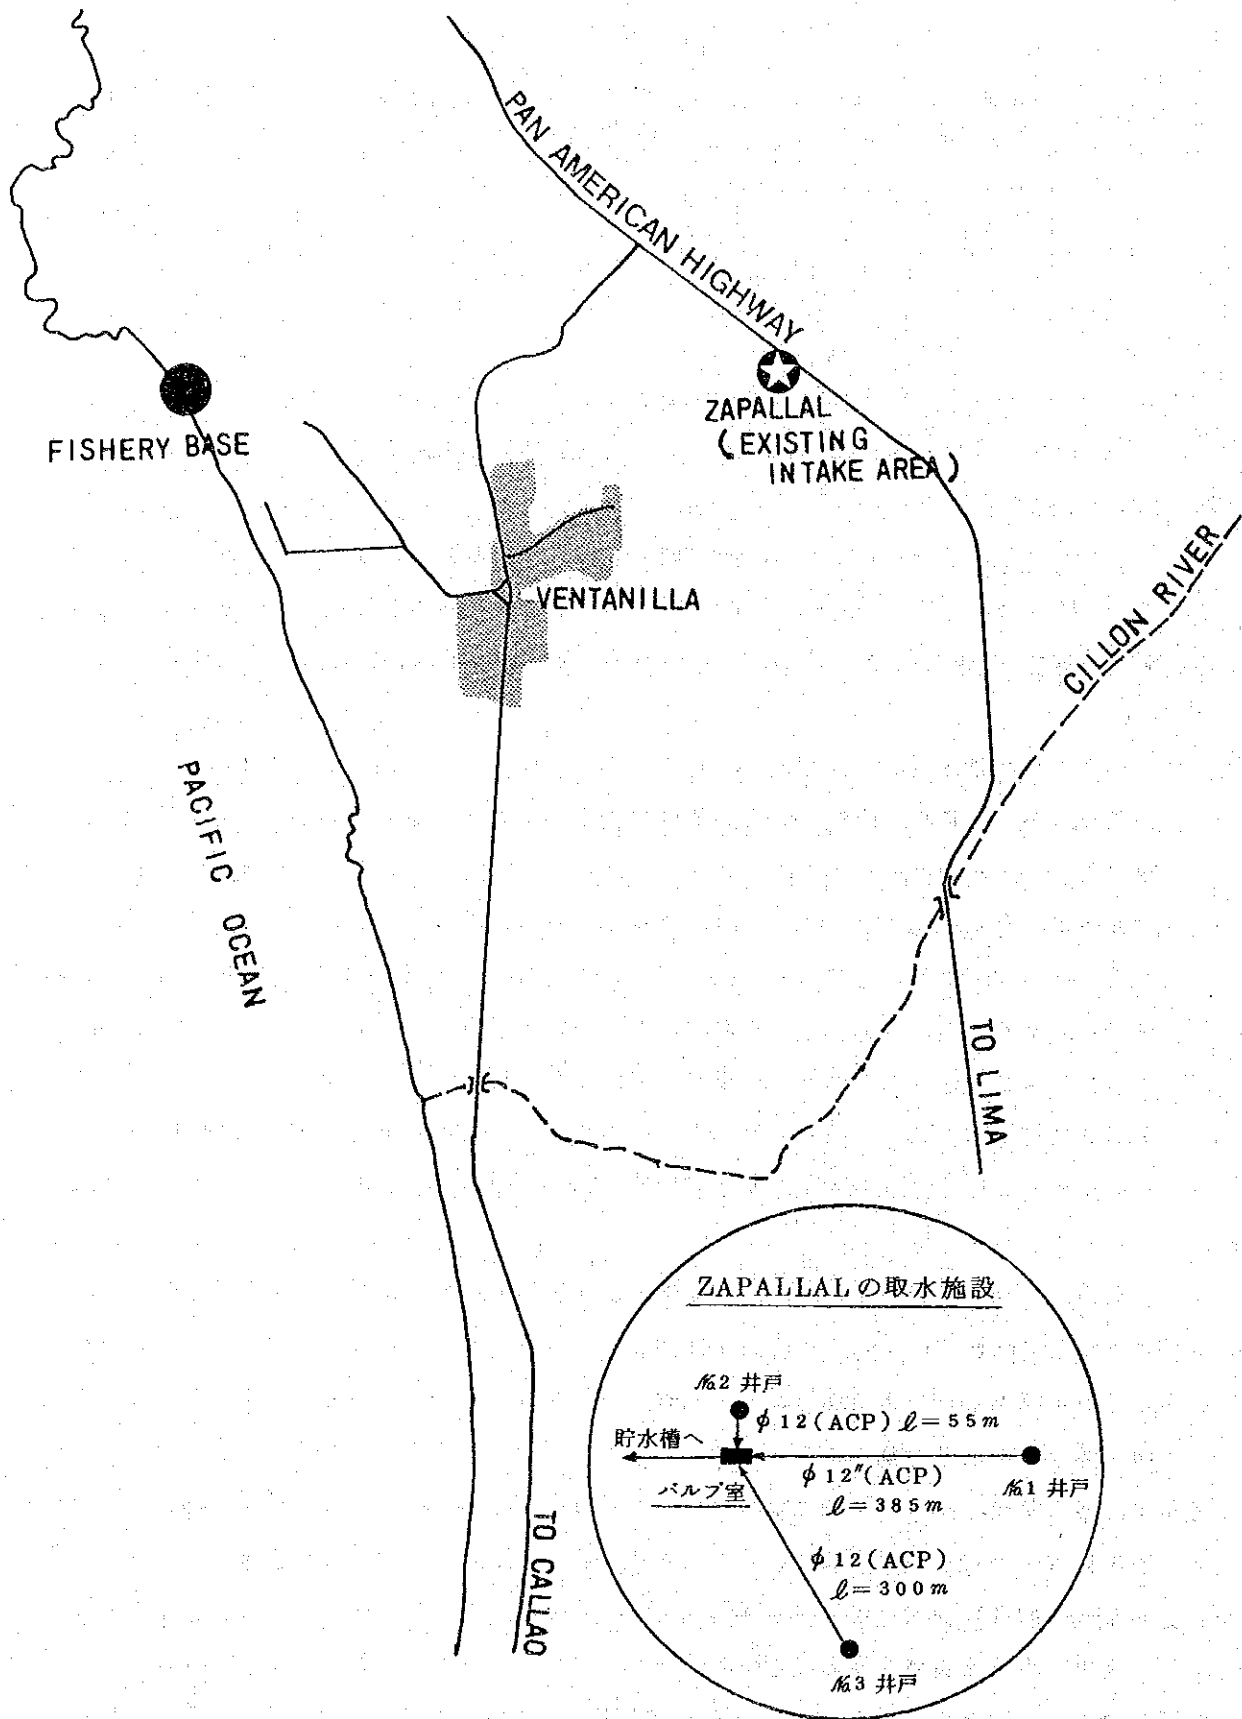 PAN AMERICAN HIGHWAY
FISHERY BASE
ZAPALLAL
(EXISTING
INTAKE AREA)
VENTANILLA
CILLON RIVER
PACIFIC OCEAN
TO LIMA
TO CALLAO
ZAPALLALの取水施設
№2 井戸
φ12(ACP) ℓ=55m
貯水槽へ
バルブ室
φ12"(ACP)
ℓ=385m
№1 井戸
φ12(ACP)
ℓ=300m
№3 井戸